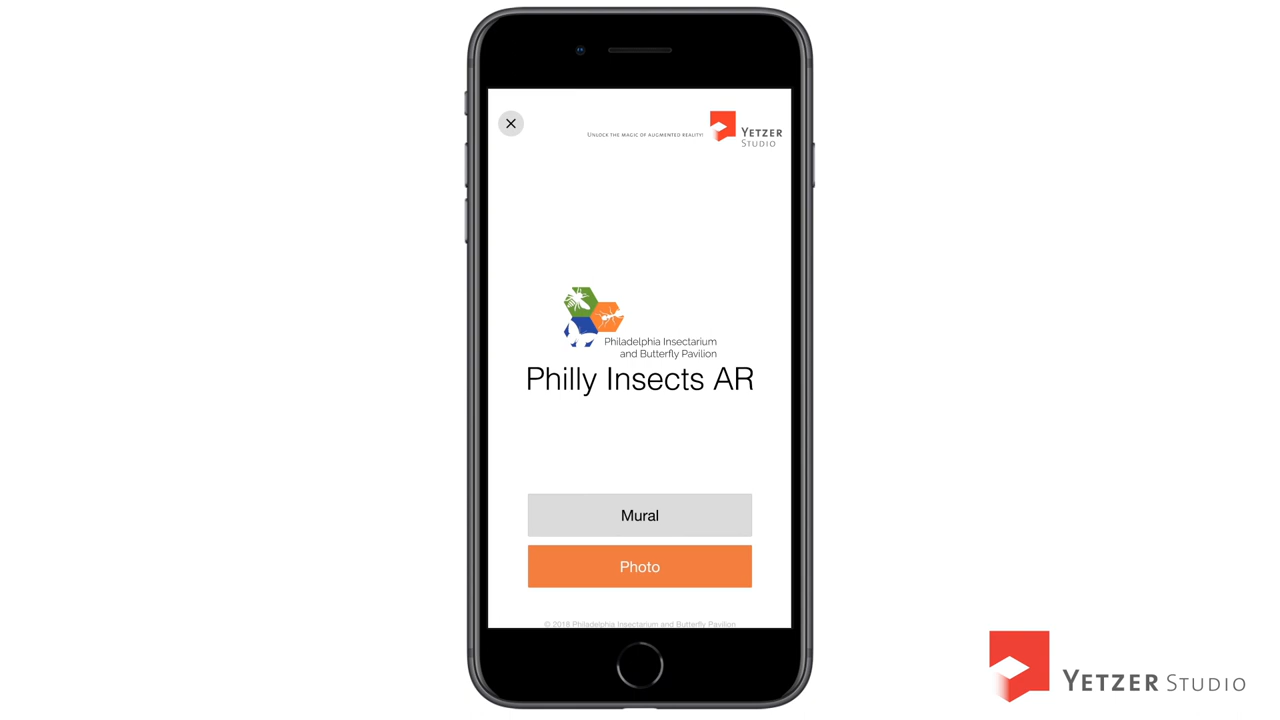 UNLOCK THE MAGIC OF AUGMENTED REALITY!
YETZER
STUDIO
Philadelphia Insectarium
and Butterfly Pavilion
Philly Insects AR
Mural
Photo
© 2018 Philadelphia Insectarium and Butterfly Pavilion
YETZER STUDIO